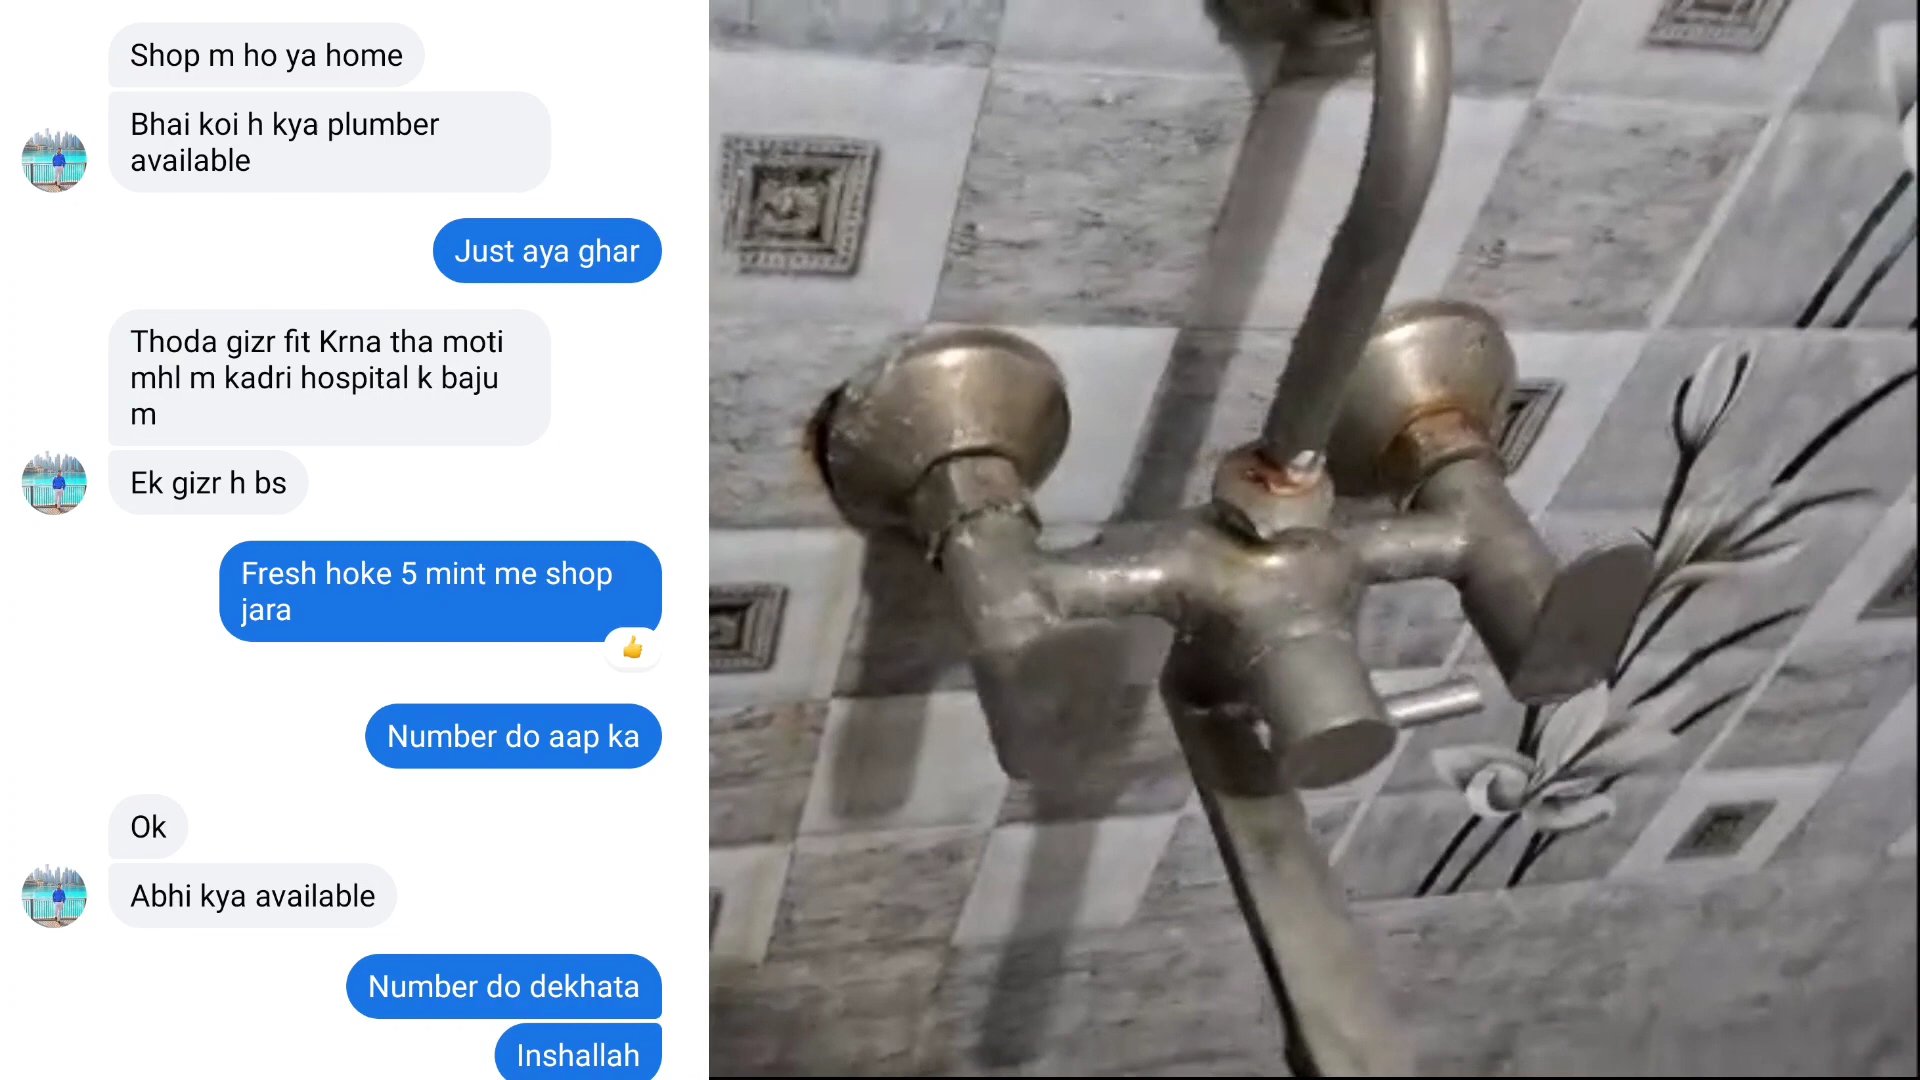 Shop m ho ya home
Bhai koi h kya plumber
available
Just aya ghar
Thoda gizr fit Krna tha moti
mhl m kadri hospital k baju
m
Ek gizr h bs
Fresh hoke 5 mint me shop
jara
Number do aap ka
Ok
Abhi kya available
Number do dekhata
Inshallah